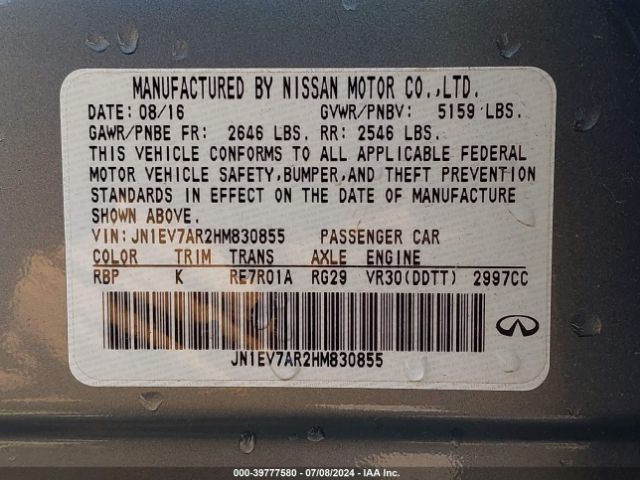 MANUFACTURED BY NISSAN MOTOR CO.,LTD.
DATE: 08/16 GVWR/PNBV: 5159 LBS.
GAWR/PNBE FR: 2646 LBS. RR: 2546 LBS.
THIS VEHICLE CONFORMS TO ALL APPLICABLE FEDERAL
MOTOR VEHICLE SAFETY,BUMPER,AND THEFT PREVENTION
STANDARDS IN EFFECT ON THE DATE OF MANUFACTURE
SHOWN ABOVE.
VIN:JN1EV7AR2HM830855 PASSENGER CAR
COLOR TRIM TRANS AXLE ENGINE
RBP K RE7R01A RG29 VR30(DDTT) 2997CC
JN1EV7AR2HM830855
000-39777580 - 07/08/2024 - IAA Inc.